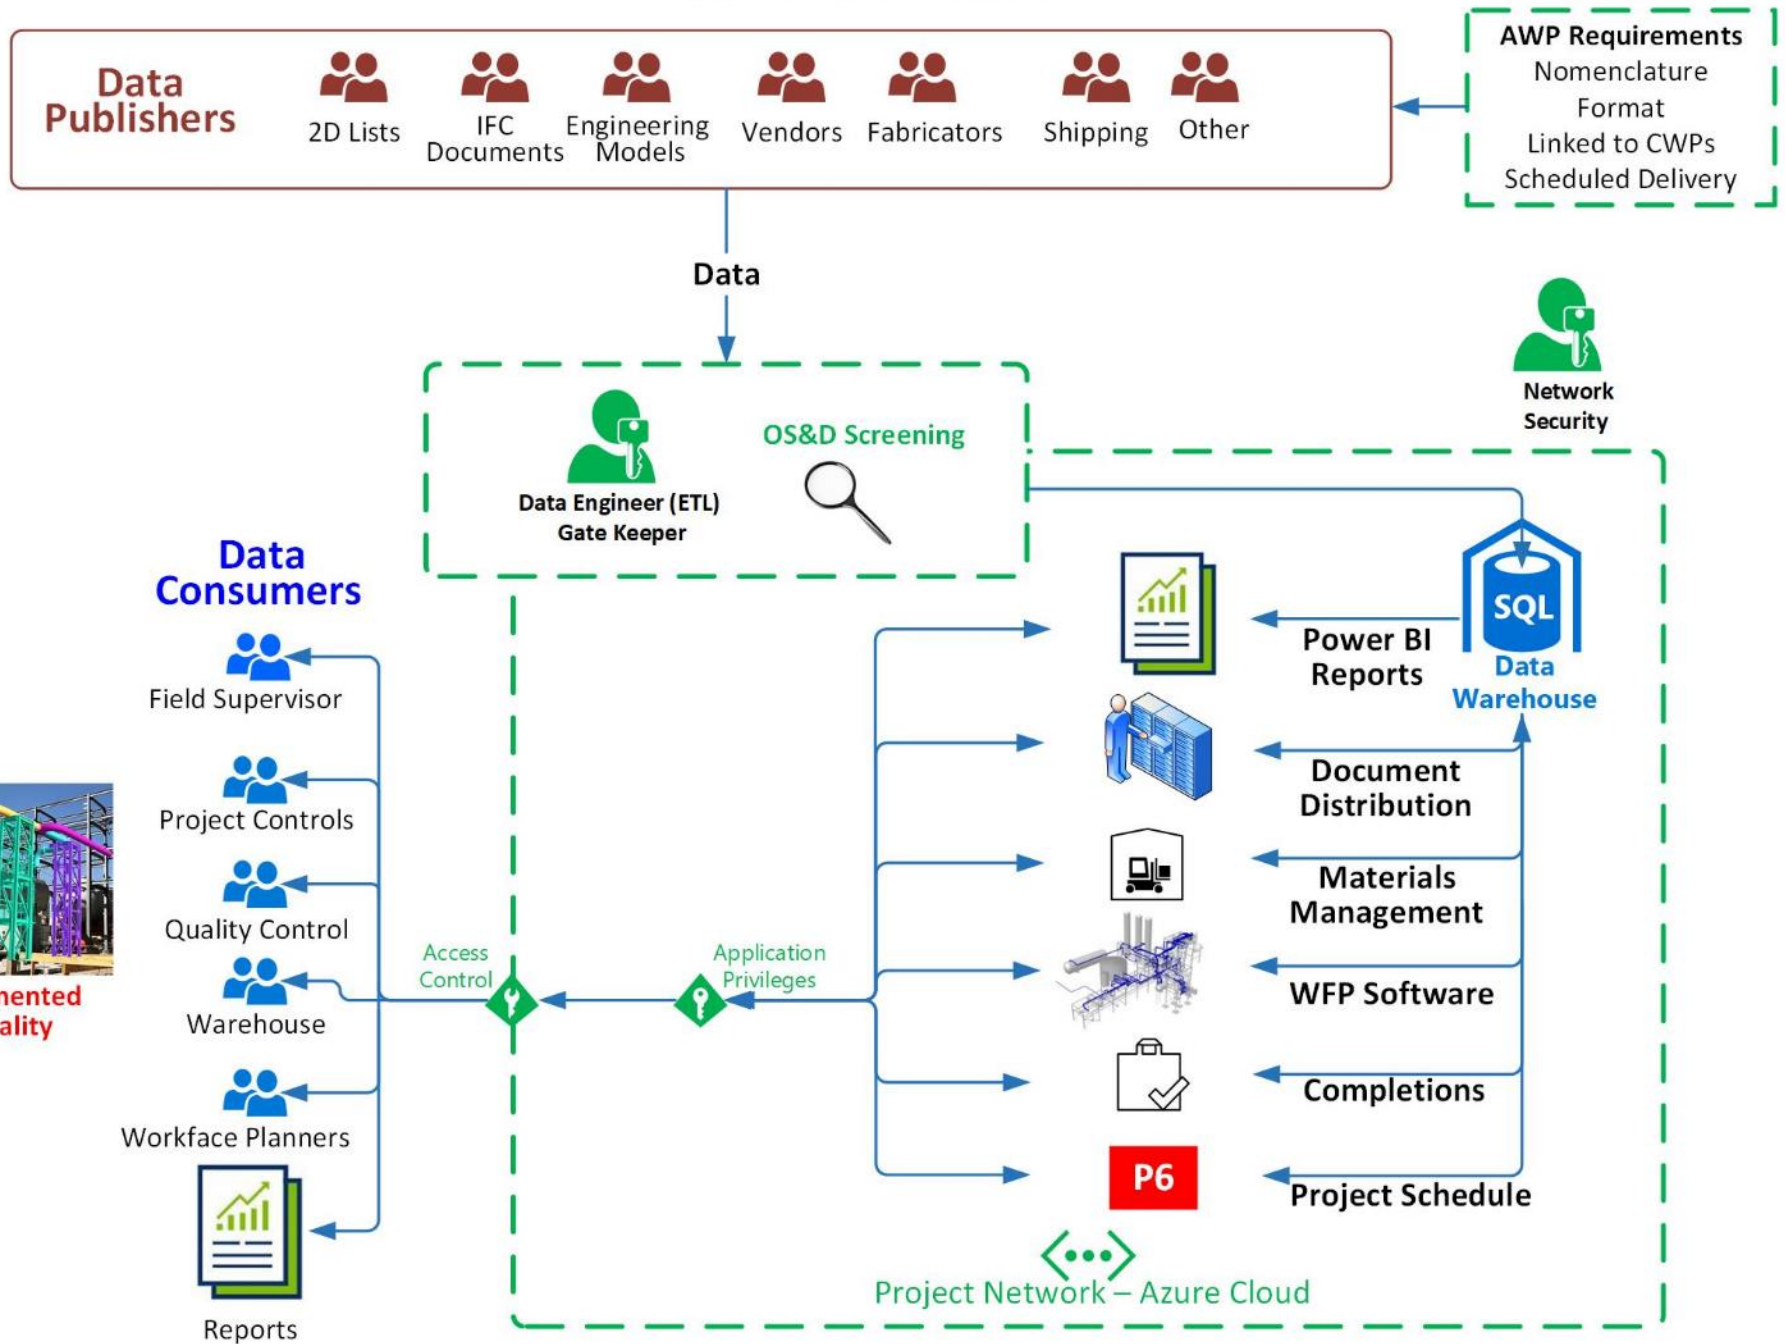 AWP Requirements
Nomenclature
Format
Linked to CWPs
Scheduled Delivery
Data
Publishers
2D Lists
IFC
Documents
Engineering
Models
Vendors
Fabricators
Shipping
Other
Data
Network
Security
OS&D Screening
Data Engineer (ETL)
Gate Keeper
Data
Consumers
Field Supervisor
Project Controls
Quality Control
Warehouse
Workface Planners
Reports
Access
Control
Application
Privileges
SQL
Data
Warehouse
Power BI
Reports
Document
Distribution
Materials
Management
WFP Software
Completions
P6
Project Schedule
Project Network – Azure Cloud